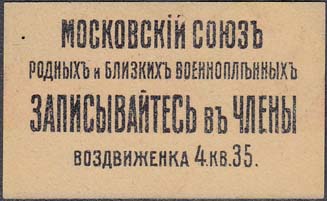 МОСКОВСКІЙ СОЮЗЪ
РОДНЫХЪ и БЛИЗКИХЪ ВОЕННОПЛѢННЫХЪ
ЗАПИСЫВАЙТЕСЬ въ ЧЛЕНЫ
ВОЗДВИЖЕНКА 4.КВ.35.